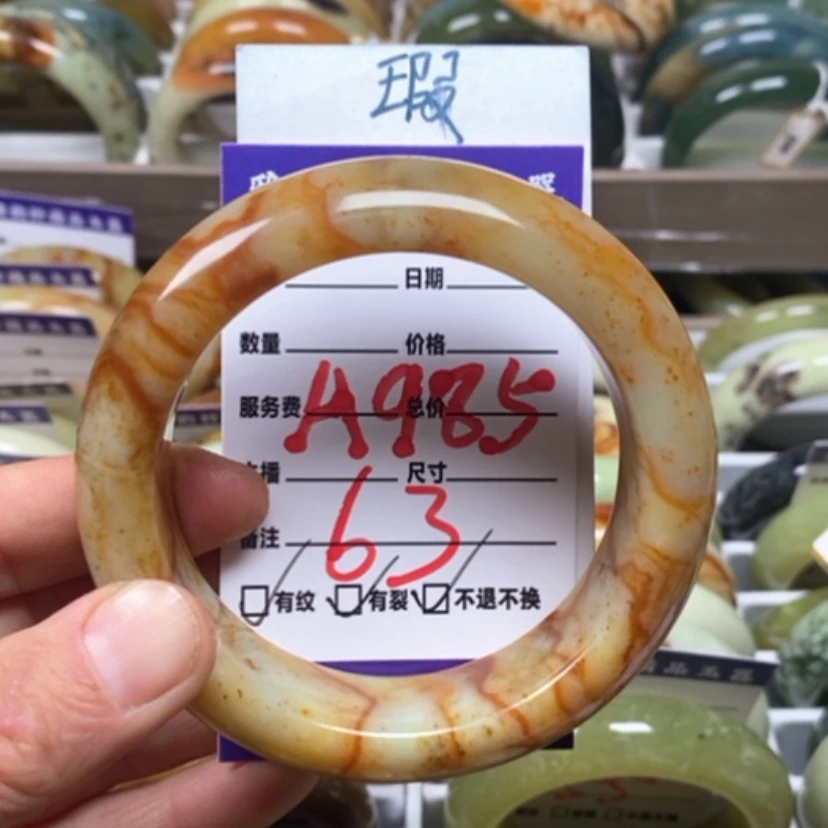 瑕
日期
数量 价格
服务费 总价
A985
播 尺寸
63
备注
有纹 有裂 不退不换